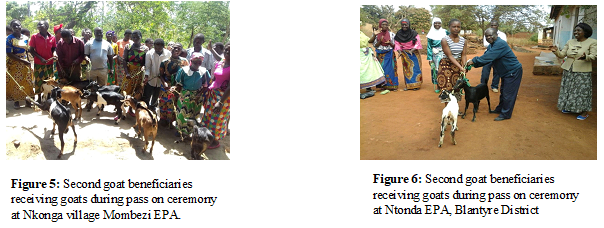 Figure 5: Second goat beneficiaries
receiving goats during pass on ceremony
at Nkonga village Mombezi EPA.
Figure 6: Second goat beneficiaries
receiving goats during pass on ceremony
at Ntonda EPA, Blantyre District